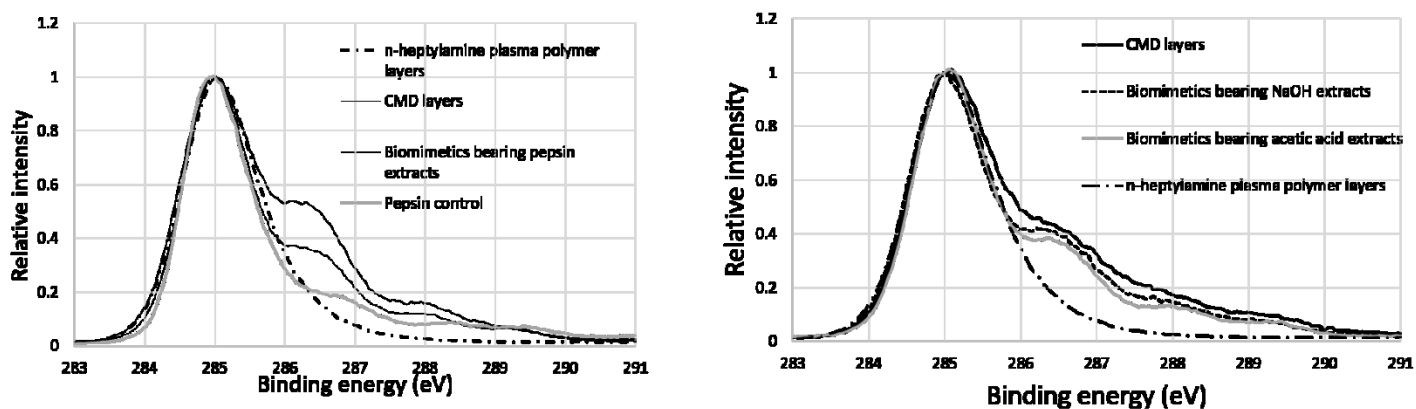 1.2
1
0.8
0.6
0.4
0.2
0
Relative intensity
n-heptylamine plasma polymer
layers
CMD layers
Biomimetics bearing pepsin
extracts
Pepsin control
283 284 285 286 287 288 289 290 291
Binding energy (eV)
1.2
1
0.8
0.6
0.4
0.2
0
Relative intensity
CMD layers
Biomimetics bearing NaOH extracts
Biomimetics bearing acetic acid extracts
n-heptylamine plasma polymer layers
283 284 285 286 287 288 289 290 291
Binding energy (eV)